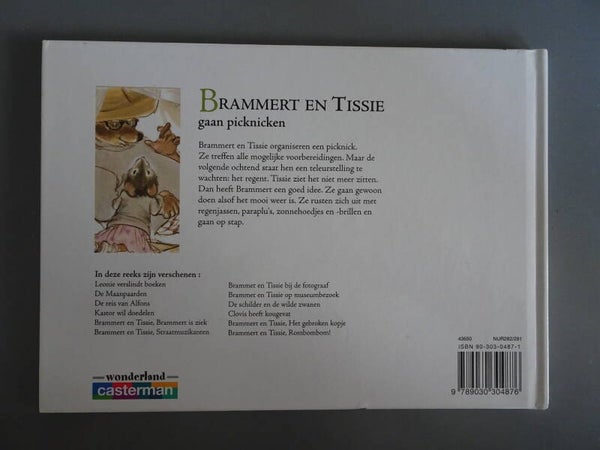 BRAMMERT EN TISSIE
gaan picknicken
Brammert en Tissie organiseren een picknick.
Ze treffen alle mogelijke voorbereidingen. Maar de
volgende ochtend staat hen een teleurstelling te
wachten: het regent. Tissie ziet het niet meer zitten.
Dan heeft Brammert een goed idee. Ze gaan gewoon
doen alsof het mooi weer is. Ze rusten zich uit met
regenjassen, paraplu's, zonnehoedjes en -brillen en
gaan op stap.
In deze reeks zijn verschenen :
Leonie verslindt boeken
De Maanpaarden
De reis van Alfons
Kastor wil doedelen
Brammert en Tissie, Brammert is ziek
Brammert en Tissie, Straatmuzikanten
Brammet en Tissie bij de fotograaf
Brammert en Tissie op museumbezoek
De schilder en de wilde zwanen
Clovis heeft kougevat
Brammert en Tissie, Het gebroken kopje
Brammert en Tissie, Rombombom!
wonderland
casterman
43650 NUR282/281
ISBN 90-303-0487-1
9 789030 304876